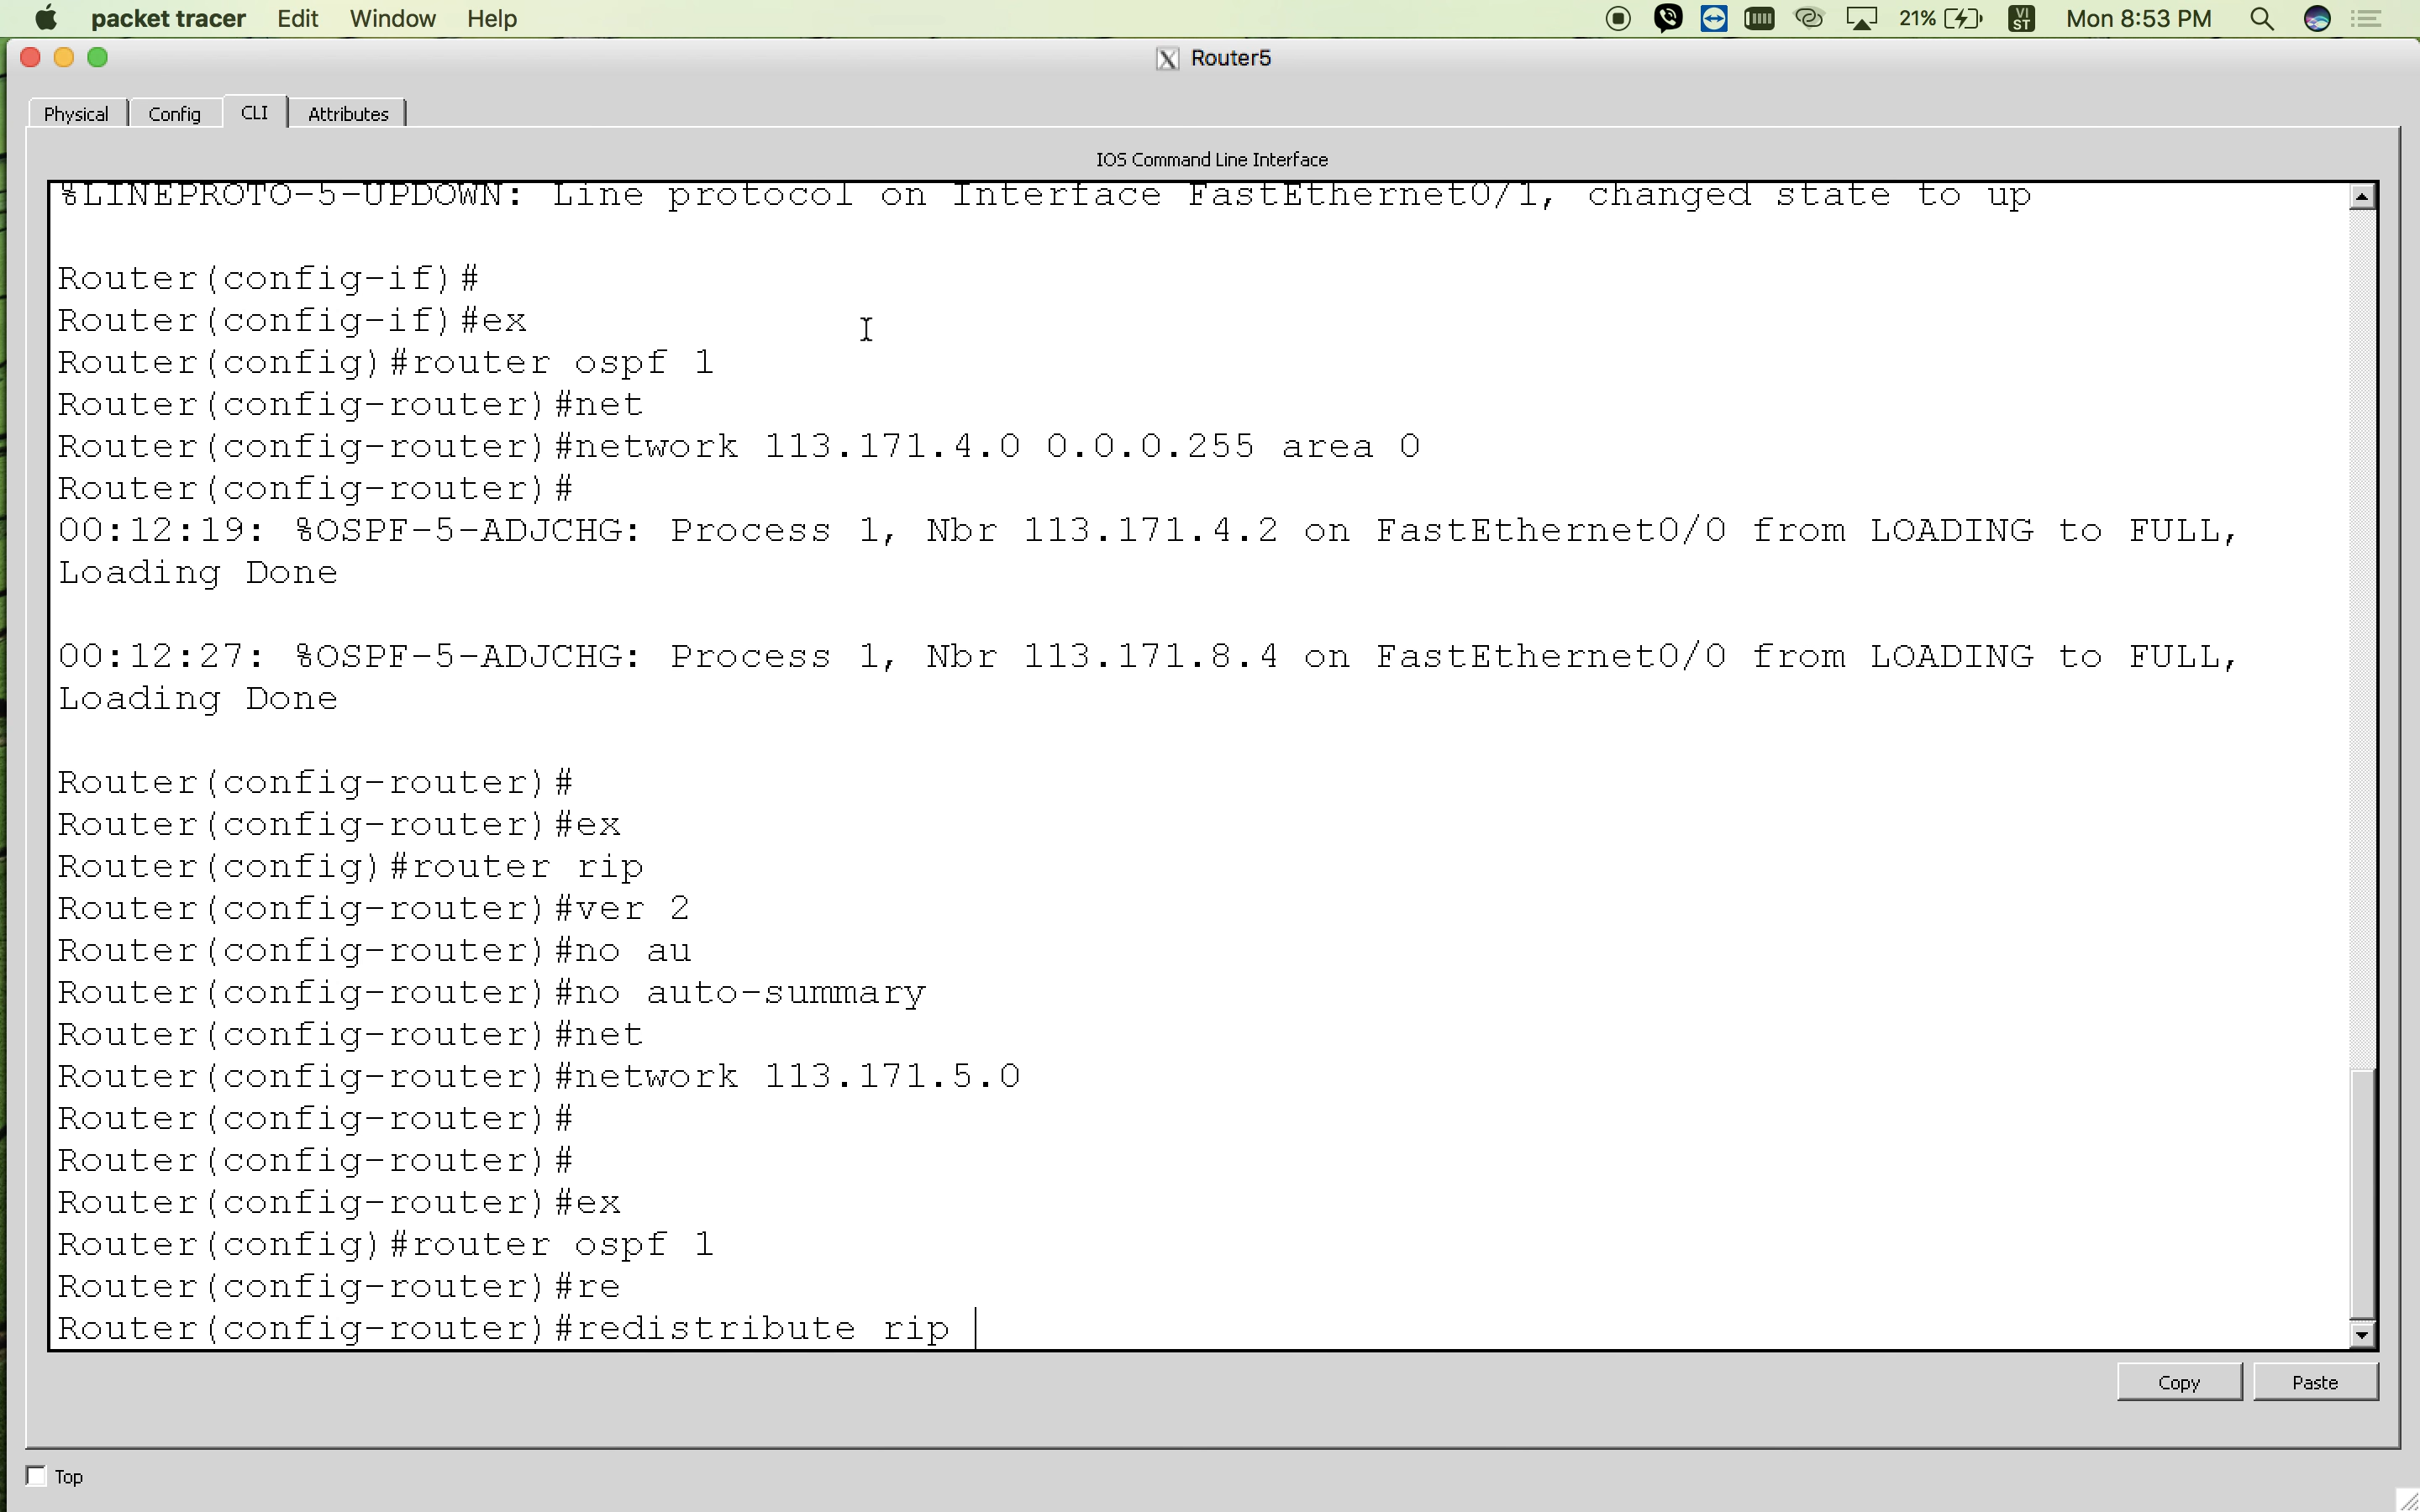 packet tracer Edit Window Help 21% VI ST Mon 8:53 PM
X Router5
Physical Config CLI Attributes
IOS Command Line Interface
%LINEPROTO-5-UPDOWN: Line protocol on Interface FastEthernet0/1, changed state to up
Router(config-if)#
Router(config-if)#ex
Router(config)#router ospf 1
Router(config-router)#net
Router(config-router)#network 113.171.4.0 0.0.0.255 area 0
Router(config-router)#
00:12:19: %OSPF-5-ADJCHG: Process 1, Nbr 113.171.4.2 on FastEthernet0/0 from LOADING to FULL,
Loading Done
00:12:27: %OSPF-5-ADJCHG: Process 1, Nbr 113.171.8.4 on FastEthernet0/0 from LOADING to FULL,
Loading Done
Router(config-router)#
Router(config-router)#ex
Router(config)#router rip
Router(config-router)#ver 2
Router(config-router)#no au
Router(config-router)#no auto-summary
Router(config-router)#net
Router(config-router)#network 113.171.5.0
Router(config-router)#
Router(config-router)#
Router(config-router)#ex
Router(config)#router ospf 1
Router(config-router)#re
Router(config-router)#redistribute rip
Copy Paste
Top